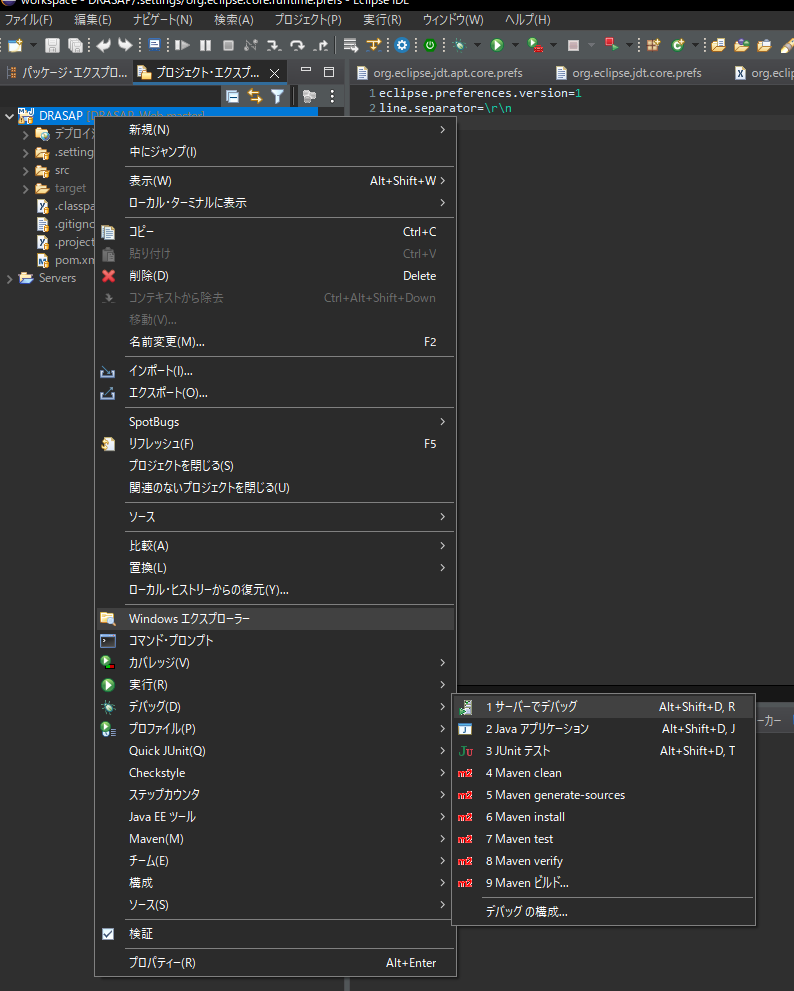 workspace - DRASAP/.settings/org.eclipse.core.runtime.prefs - Eclipse IDE
ファイル(F) 編集(E) ナビゲート(N) 検索(A) プロジェクト(P) 実行(R) ウィンドウ(W) ヘルプ(H)
パッケージ・エクスプロ... プロジェクト・エクスプ...
org.eclipse.jdt.apt.core.prefs org.eclipse.jdt.core.prefs org.ecli
1 eclipse.preferences.version=1
2 line.separator=\r\n
DRASAP [DRASAP_Web master]
デプロイ
.setting
src
target
.classpa
.gitigno
.project
pom.xm
Servers
新規(N)
中にジャンプ(I)
表示(W) Alt+Shift+W
ローカル・ターミナルに表示
コピー Ctrl+C
貼り付け Ctrl+V
削除(D) Delete
コンテキストから除去 Ctrl+Alt+Shift+Down
移動(V)...
名前変更(M)... F2
インポート(I)...
エクスポート(O)...
SpotBugs
リフレッシュ(F) F5
プロジェクトを閉じる(S)
関連のないプロジェクトを閉じる(U)
ソース
比較(A)
置換(L)
ローカル・ヒストリーからの復元(Y)...
Windows エクスプローラー
コマンド・プロンプト
カバレッジ(V)
実行(R)
デバッグ(D)
プロファイル(P)
Quick JUnit(Q)
Checkstyle
ステップカウンタ
Java EE ツール
Maven(M)
チーム(E)
構成
ソース(S)
検証
プロパティー(R) Alt+Enter
1 サーバーでデバッグ Alt+Shift+D, R
2 Java アプリケーション Alt+Shift+D, J
3 JUnit テスト Alt+Shift+D, T
4 Maven clean
5 Maven generate-sources
6 Maven install
7 Maven test
8 Maven verify
9 Maven ビルド...
デバッグ の構成...
ーカー